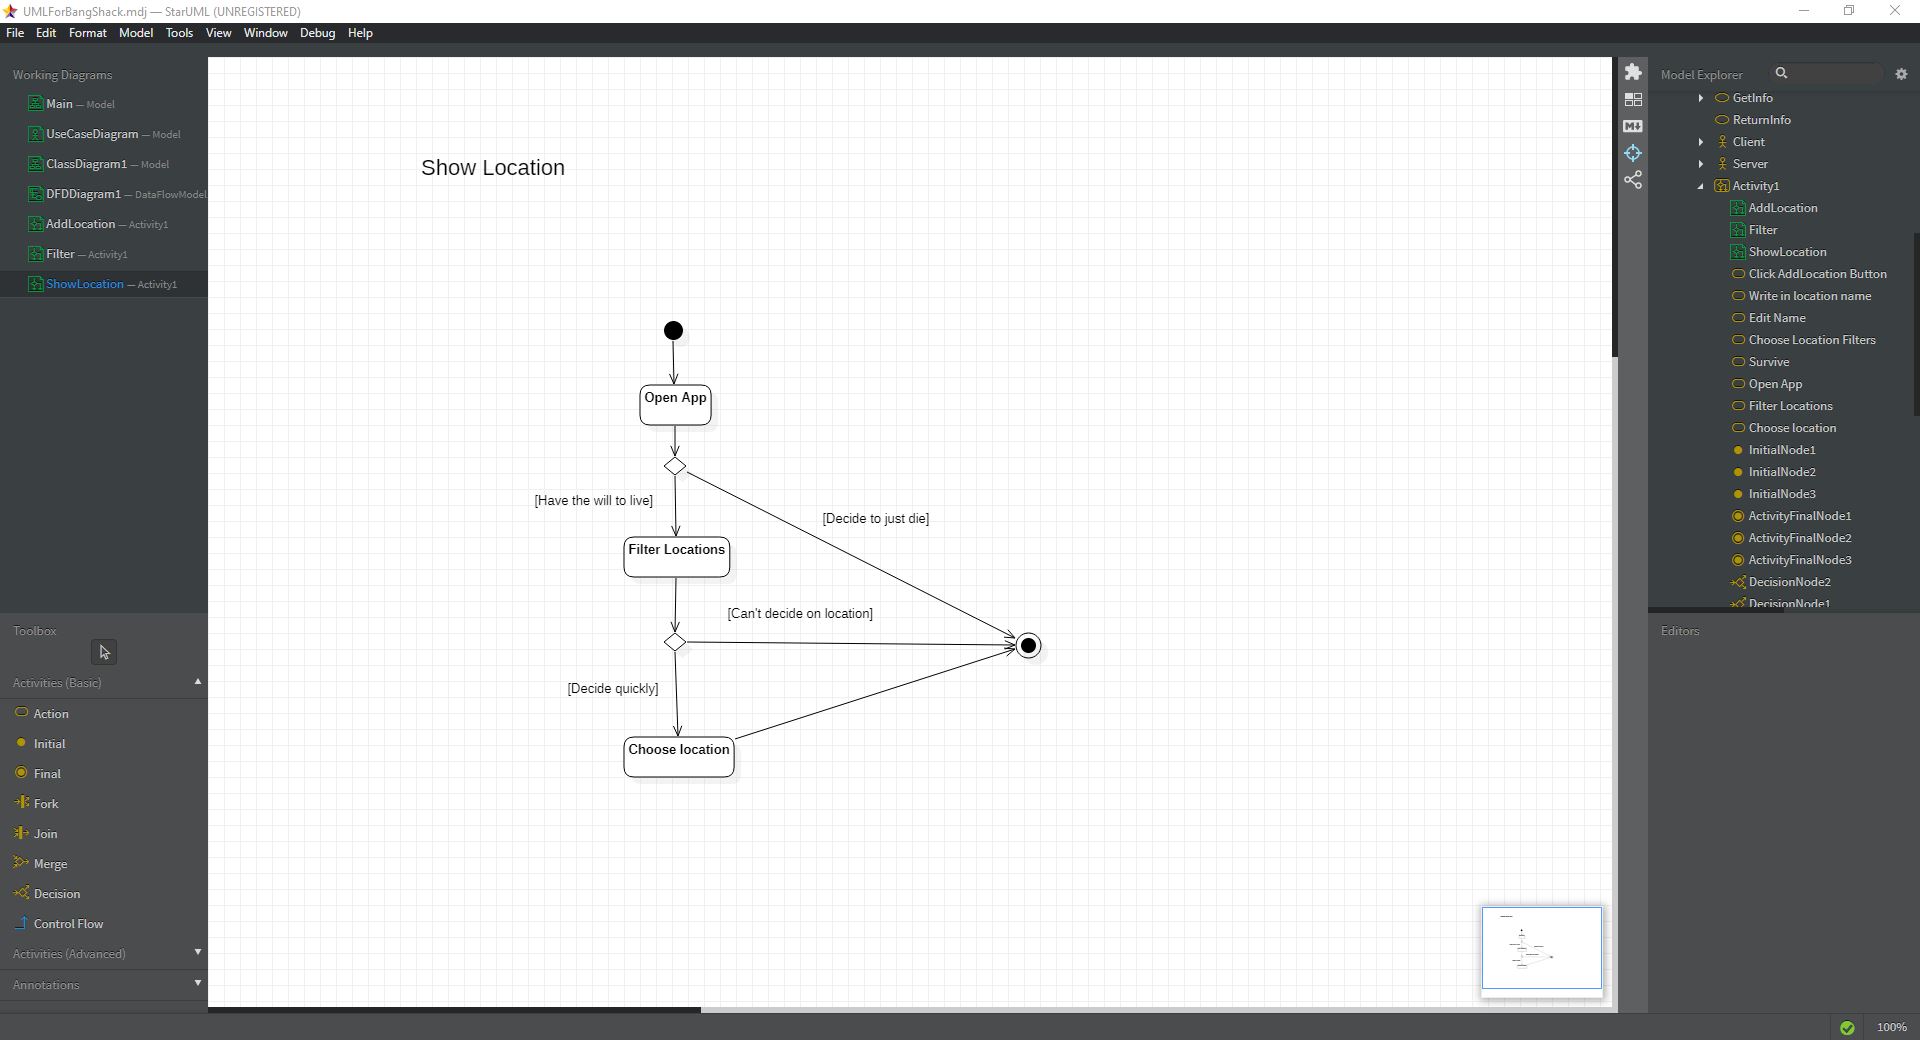 UMLForBangShack.mdj — StarUML (UNREGISTERED)
File Edit Format Model Tools View Window Debug Help
Working Diagrams
Main — Model
UseCaseDiagram — Model
ClassDiagram1 — Model
DFDDiagram1 — DataFlowModel
AddLocation — Activity1
Filter — Activity1
ShowLocation — Activity1
Toolbox
Activities (Basic)
Action
Initial
Final
Fork
Join
Merge
Decision
Control Flow
Activities (Advanced)
Annotations
Show Location
Open App
[Have the will to live]
[Decide to just die]
Filter Locations
[Can't decide on location]
[Decide quickly]
Choose location
Model Explorer
GetInfo
ReturnInfo
Client
Server
Activity1
AddLocation
Filter
ShowLocation
Click AddLocation Button
Write in location name
Edit Name
Choose Location Filters
Survive
Open App
Filter Locations
Choose location
InitialNode1
InitialNode2
InitialNode3
ActivityFinalNode1
ActivityFinalNode2
ActivityFinalNode3
DecisionNode2
DecisionNode1
Editors
100%